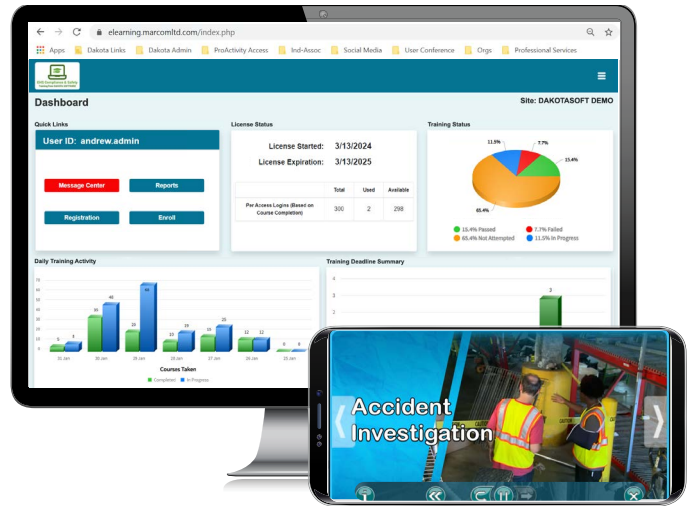 elearning.marcomltd.com/index.php
Apps Dakota Links Dakota Admin ProActivity Access Ind-Assoc Social Media User Conference Orgs Professional Services
Dashboard
Site: DAKOTASOFT DEMO
Quick Links
License Status
Training Status
User ID: andrew.admin
Message Center
Reports
Registration
Enroll
License Started: 3/13/2024
License Expiration: 3/13/2025
Total Used Available
Per Access Logins (Based on
Course Completion)
300 2 298
11.5%
7.7%
15.4%
65.4%
15.4% Passed
7.7% Failed
65.4% Not Attempted
11.5% In Progress
Daily Training Activity
Training Deadline Summary
Courses Taken
Completed In Progress
4
3
2
3
Accident
Investigation
CAUTION